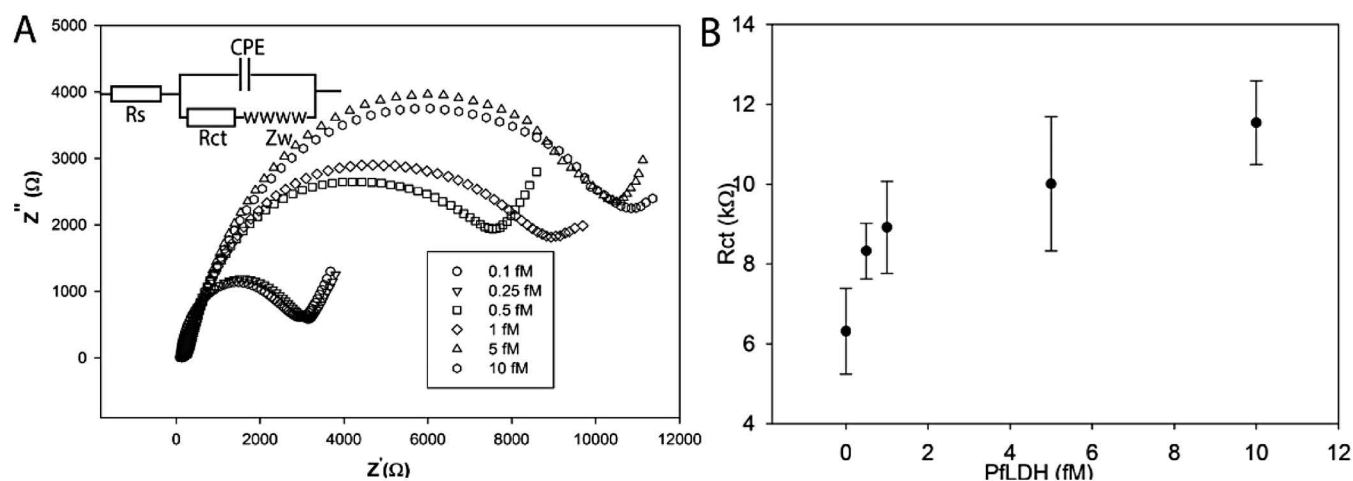 A
5000
4000
3000
2000
1000
0
Z'' (Ω)
CPE
Rs
Rct
Zw
0.1 fM
0.25 fM
0.5 fM
1 fM
5 fM
10 fM
0 2000 4000 6000 8000 10000 12000
Z'(Ω)
B
14
12
10
8
6
4
Rct (kΩ)
0 2 4 6 8 10 12
PfLDH (fM)